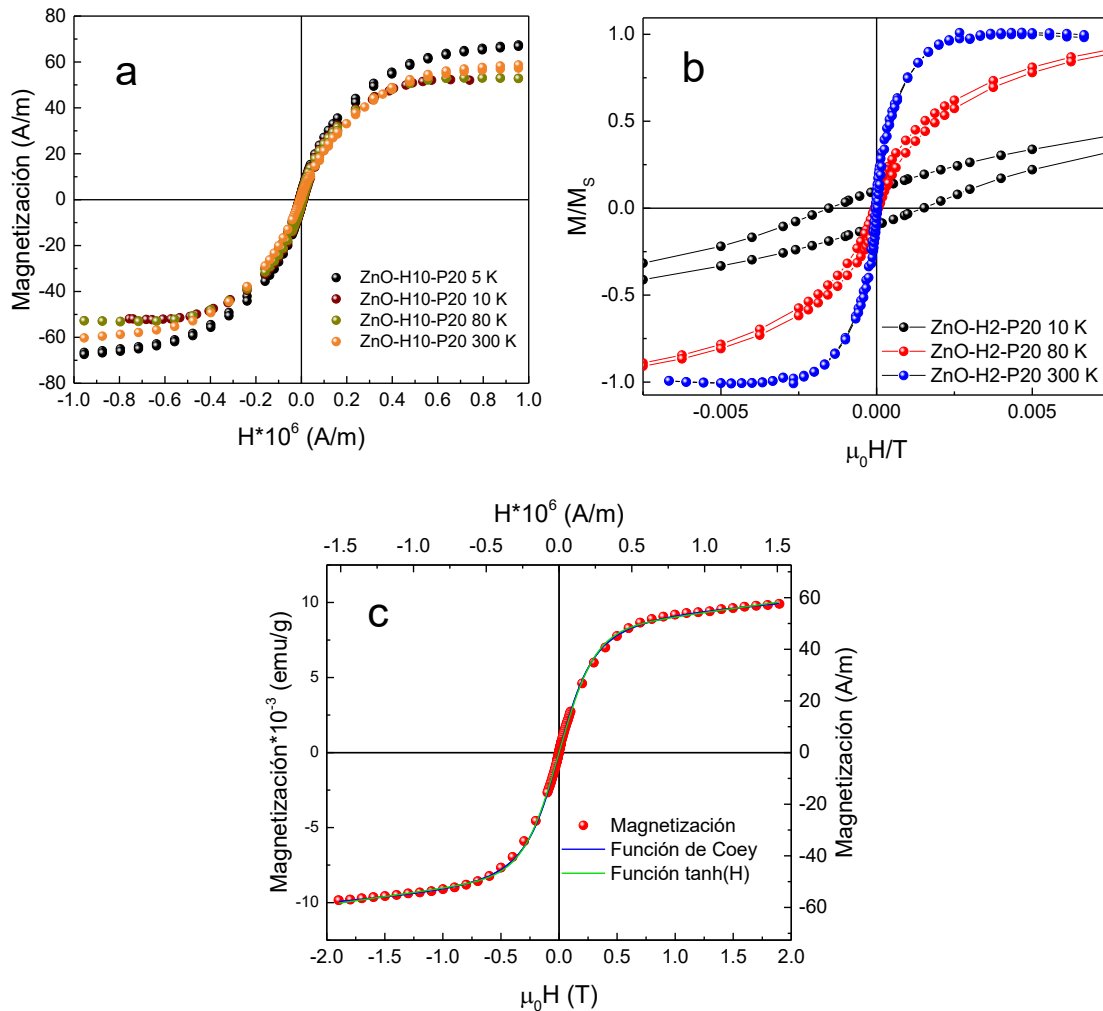 a
Magnetización (A/m)
80
60
40
20
0
-20
-40
-60
-80
-1.0 -0.8 -0.6 -0.4 -0.2 0.0 0.2 0.4 0.6 0.8 1.0
H*10⁶ (A/m)
ZnO-H10-P20 5 K
ZnO-H10-P20 10 K
ZnO-H10-P20 80 K
ZnO-H10-P20 300 K
b
M/M_S
1.0
0.5
0.0
-0.5
-1.0
-0.005 0.000 0.005
μ₀H/T
ZnO-H2-P20 10 K
ZnO-H2-P20 80 K
ZnO-H2-P20 300 K
H*10⁶ (A/m)
-1.5 -1.0 -0.5 0.0 0.5 1.0 1.5
c
Magnetización*10⁻³ (emu/g)
10
5
0
-5
-10
60
40
20
0
-20
-40
-60
Magnetización (A/m)
Magnetización
Función de Coey
Función tanh(H)
-2.0 -1.5 -1.0 -0.5 0.0 0.5 1.0 1.5 2.0
μ₀H (T)